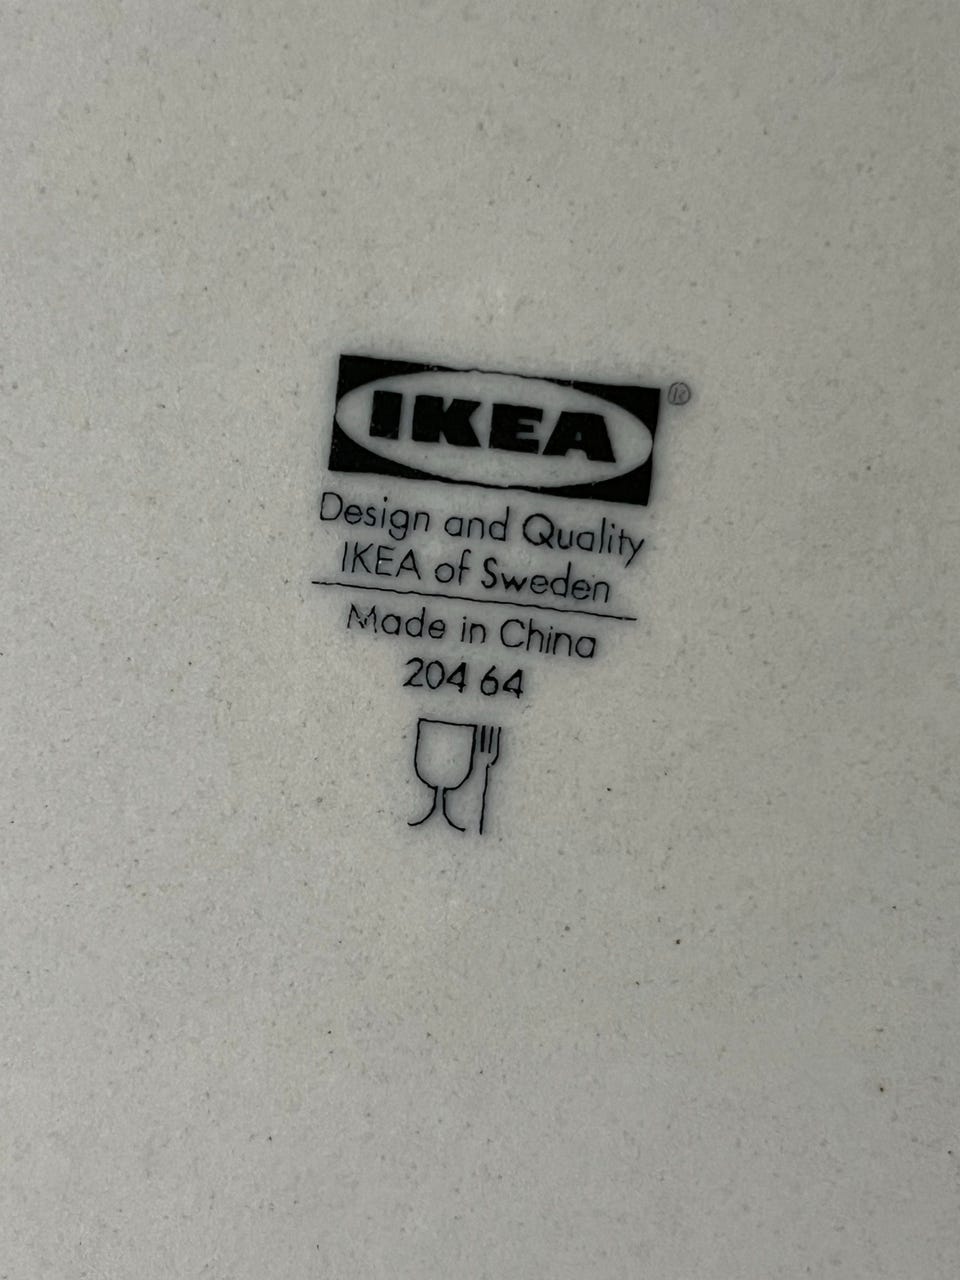 IKEA®
Design and Quality
IKEA of Sweden
Made in China
204 64